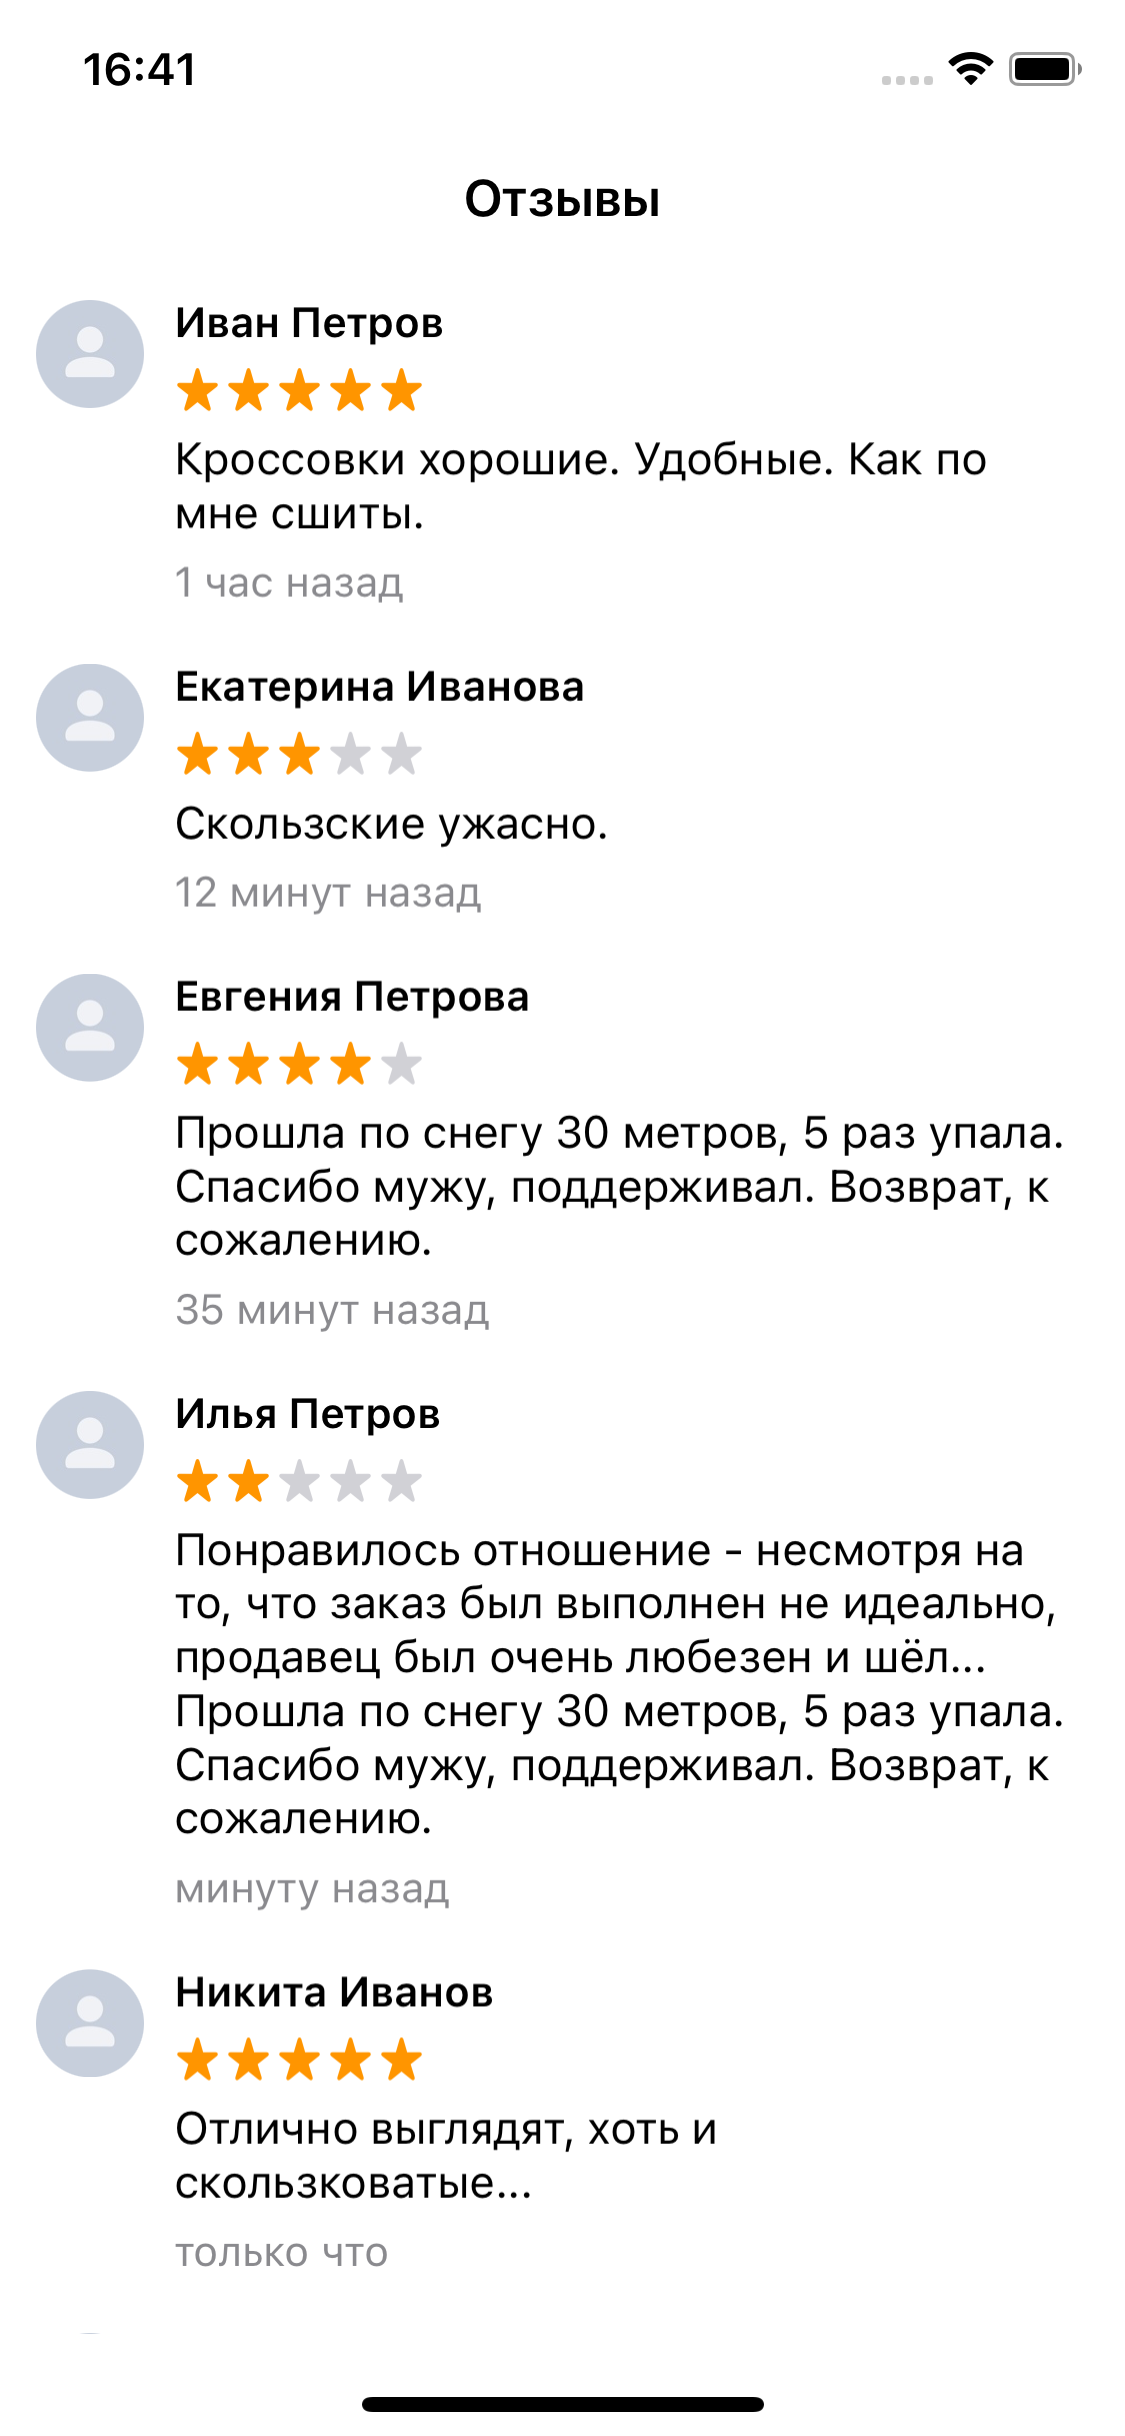 16:41
Отзывы
Иван Петров
Кроссовки хорошие. Удобные. Как по
мне сшиты.
1 час назад
Екатерина Иванова
Скользские ужасно.
12 минут назад
Евгения Петрова
Прошла по снегу 30 метров, 5 раз упала.
Спасибо мужу, поддерживал. Возврат, к
сожалению.
35 минут назад
Илья Петров
Понравилось отношение - несмотря на
то, что заказ был выполнен не идеально,
продавец был очень любезен и шёл...
Прошла по снегу 30 метров, 5 раз упала.
Спасибо мужу, поддерживал. Возврат, к
сожалению.
минуту назад
Никита Иванов
Отлично выглядят, хоть и
скользковатые...
только что